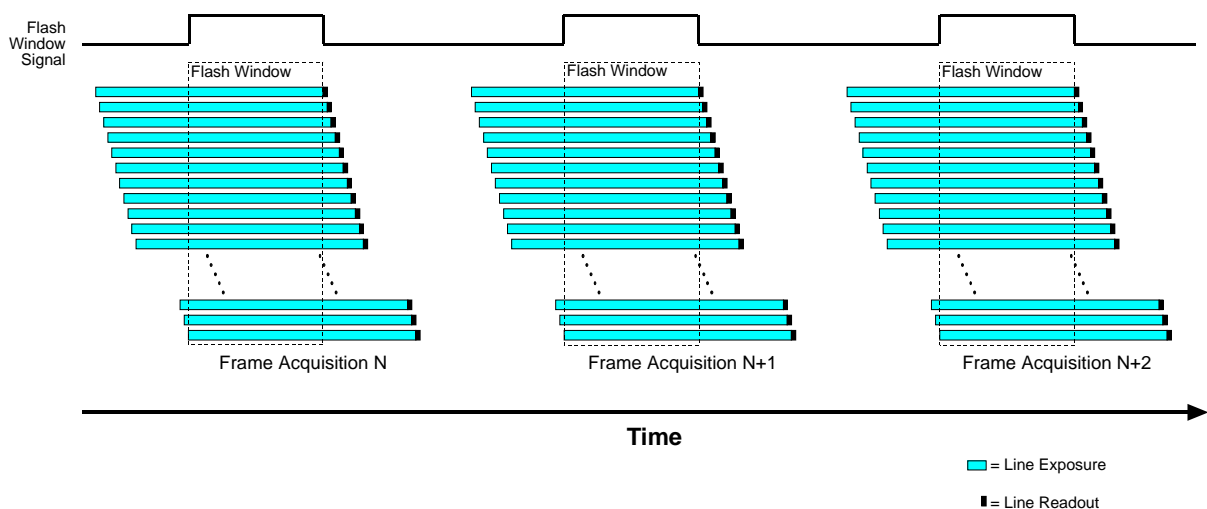 Flash
Window
Signal
Flash Window
Flash Window
Flash Window
Frame Acquisition N
Frame Acquisition N+1
Frame Acquisition N+2
Time
= Line Exposure
= Line Readout